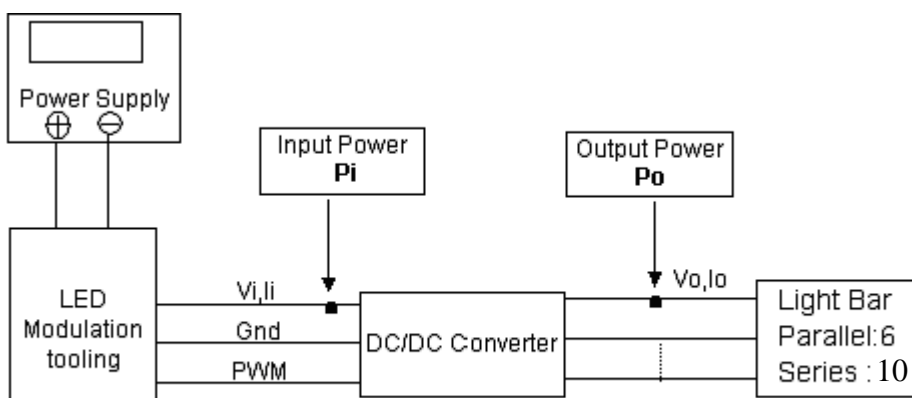 Power Supply
+ -
Input Power
Pi
Output Power
Po
LED
Modulation
tooling
Vi,Ii
Gnd
PWM
DC/DC Converter
Vo,Io
Light Bar
Parallel:6
Series : 10